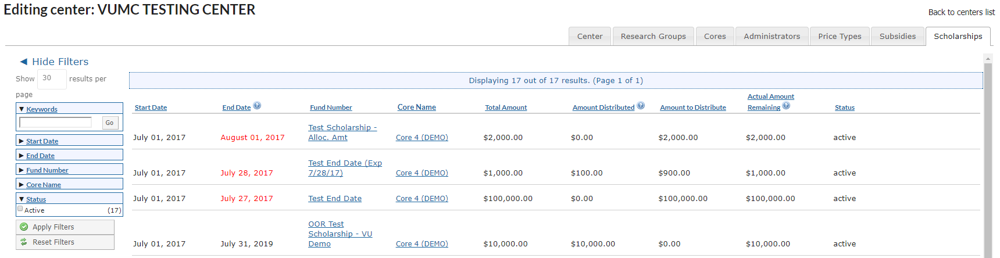 Editing center: VUMC TESTING CENTER
Back to centers list
Center Research Groups Cores Administrators Price Types Subsidies Scholarships
◄ Hide Filters
Show 30 results per
page
▼ Keywords
Go
▶ Start Date
▶ End Date
▶ Fund Number
▶ Core Name
▼ Status
Active (17)
Apply Filters
Reset Filters
Displaying 17 out of 17 results. (Page 1 of 1)
Start Date End Date ? Fund Number Core Name Total Amount Amount Distributed ? Amount to Distribute Actual Amount
Remaining ? Status
July 01, 2017 August 01, 2017 Test Scholarship -
Alloc. Amt Core 4 (DEMO) $2,000.00 $0.00 $2,000.00 $2,000.00 active
July 01, 2017 July 28, 2017 Test End Date (Exp
7/28/17) Core 4 (DEMO) $1,000.00 $100.00 $900.00 $1,000.00 active
July 01, 2017 July 27, 2017 Test End Date Core 4 (DEMO) $100,000.00 $0.00 $100,000.00 $100,000.00 active
July 01, 2017 July 31, 2019 OOR Test
Scholarship - VU
Demo Core 4 (DEMO) $10,000.00 $10,000.00 $0.00 $10,000.00 active